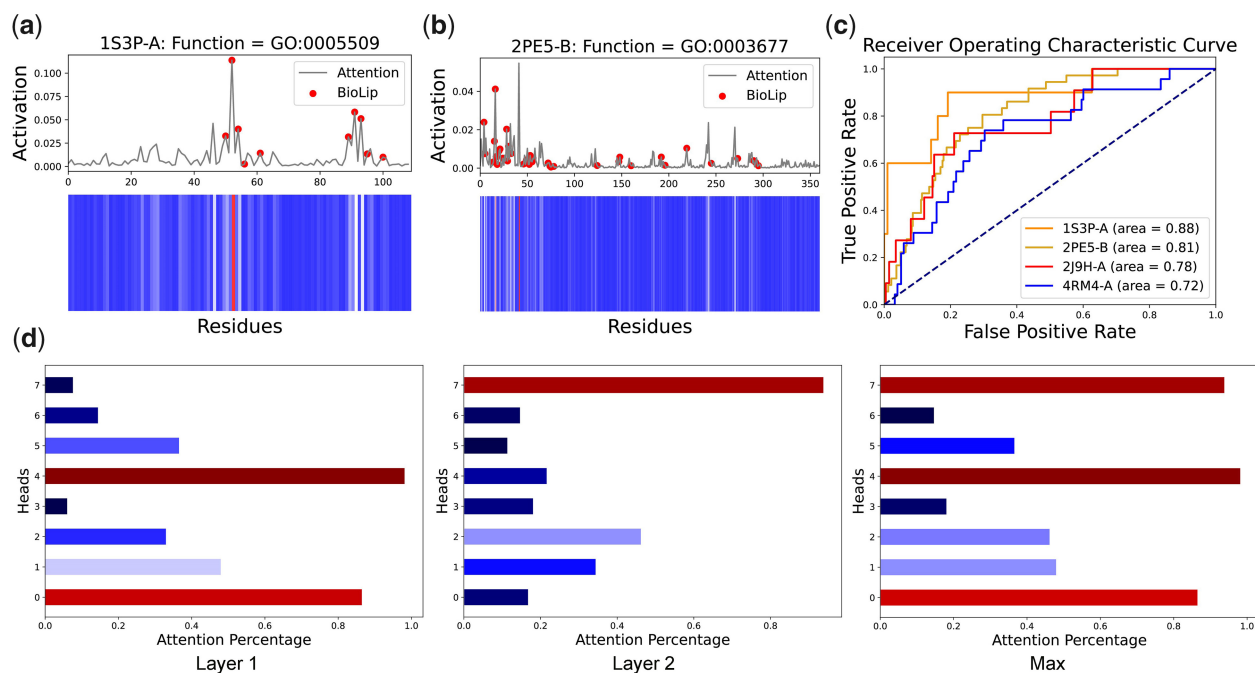 (a)
1S3P-A: Function = GO:0005509
Activation
0.100
0.075
0.050
0.025
0.000
Attention
BioLip
0 20 40 60 80 100
Residues
(b)
2PE5-B: Function = GO:0003677
Activation
0.04
0.02
0.00
Attention
BioLip
0 50 100 150 200 250 300 350
Residues
(c)
Receiver Operating Characteristic Curve
True Positive Rate
1.0
0.8
0.6
0.4
0.2
0.0
1S3P-A (area = 0.88)
2PE5-B (area = 0.81)
2J9H-A (area = 0.78)
4RM4-A (area = 0.72)
0.0 0.2 0.4 0.6 0.8 1.0
False Positive Rate
(d)
Heads
7
6
5
4
3
2
1
0
0.0 0.2 0.4 0.6 0.8 1.0
Attention Percentage
Layer 1
Heads
7
6
5
4
3
2
1
0
0.0 0.2 0.4 0.6 0.8
Attention Percentage
Layer 2
Heads
7
6
5
4
3
2
1
0
0.0 0.2 0.4 0.6 0.8 1.0
Attention Percentage
Max